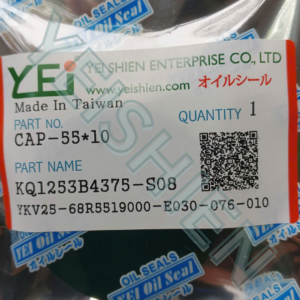 YEi YEISHIEN ENTERPRISE CO., LTD
www.yeishien.com オイルシール
Made In Taiwan
PART NO.
QUANTITY 1
CAP-55*10
PART NAME
KQ1253B4375-S08
YKV25-68R5519000-E030-076-010
OIL SEALS
YEI Oil Seal
オイルシール
YEISHIEN